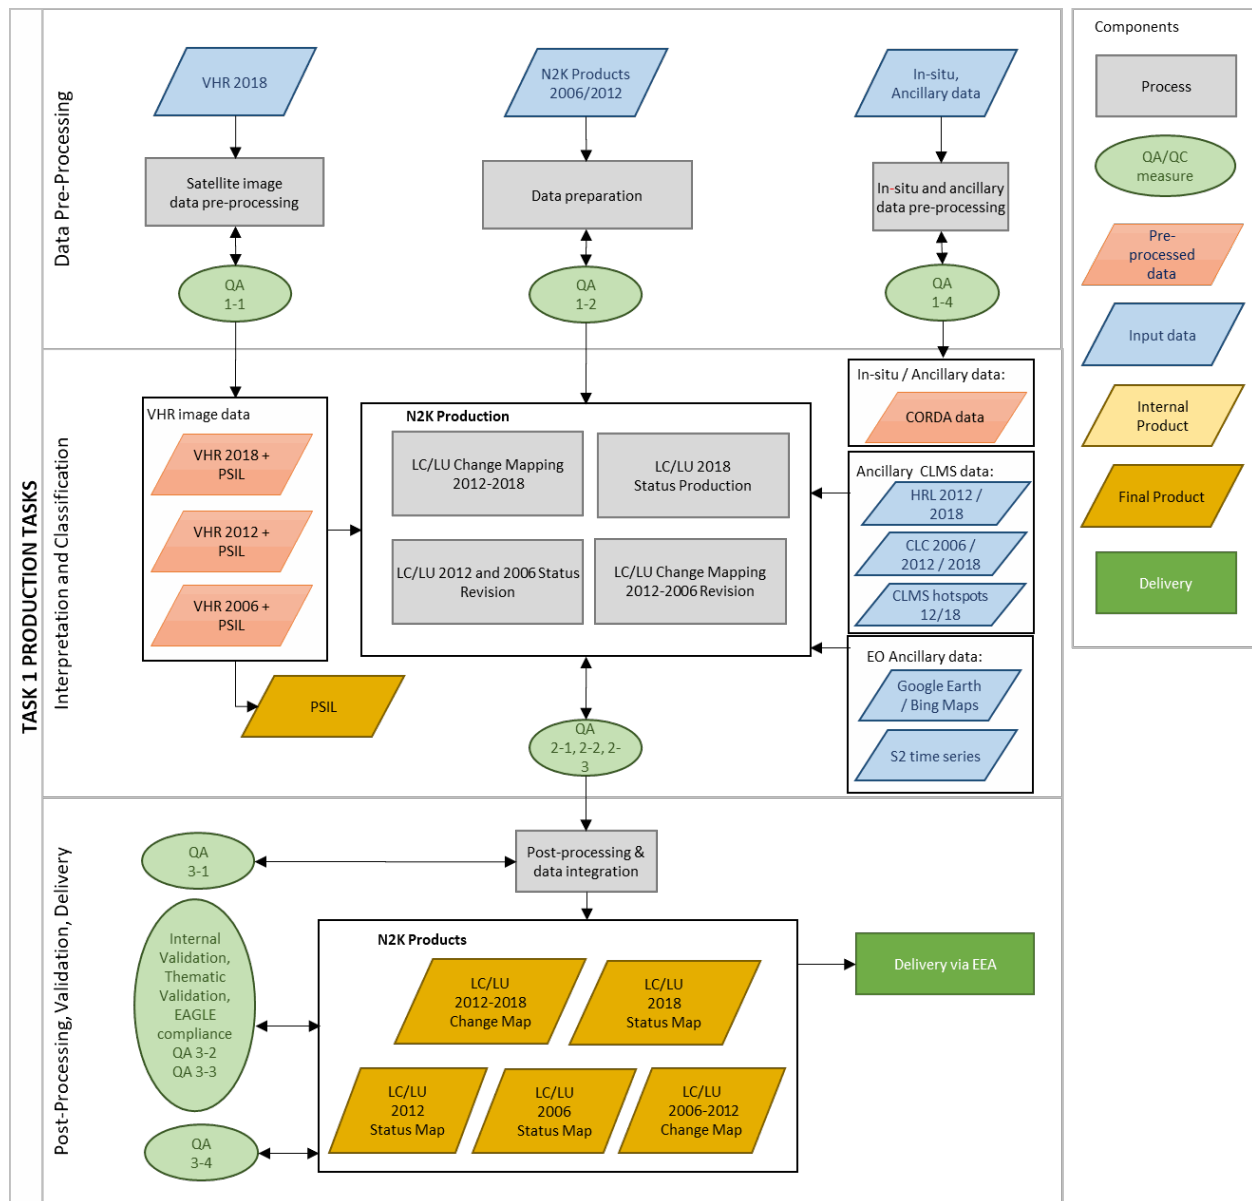 TASK 1 PRODUCTION TASKS
Data Pre-Processing
VHR 2018
N2K Products
2006/2012
In-situ,
Ancillary data
Satellite image
data pre-processing
Data preparation
In-situ and ancillary
data pre-processing
QA
1-1
QA
1-2
QA
1-4
Interpretation and Classification
VHR image data
VHR 2018 +
PSIL
VHR 2012 +
PSIL
VHR 2006 +
PSIL
PSIL
N2K Production
LC/LU Change Mapping
2012-2018
LC/LU 2018
Status Production
LC/LU 2012 and 2006 Status
Revision
LC/LU Change Mapping
2012-2006 Revision
QA
2-1, 2-2, 2-
3
In-situ / Ancillary data:
CORDA data
Ancillary CLMS data:
HRL 2012 /
2018
CLC 2006 /
2012 / 2018
CLMS hotspots
12/18
EO Ancillary data:
Google Earth
/ Bing Maps
S2 time series
Post-Processing, Validation, Delivery
QA
3-1
Post-processing &
data integration
Internal
Validation,
Thematic
Validation,
EAGLE
compliance
QA 3-2
QA 3-3
QA
3-4
N2K Products
LC/LU
2012-2018
Change Map
LC/LU
2018
Status Map
LC/LU
2012
Status Map
LC/LU
2006
Status Map
LC/LU
2006-2012
Change Map
Delivery via EEA
Components
Process
QA/QC
measure
Pre-
processed
data
Input data
Internal
Product
Final Product
Delivery